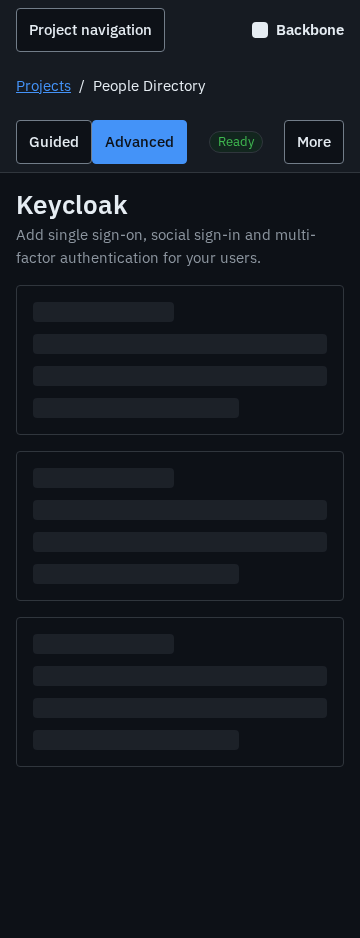 Project navigation
Backbone
Projects / People Directory
Guided
Advanced
Ready
More
Keycloak
Add single sign-on, social sign-in and multi-
factor authentication for your users.